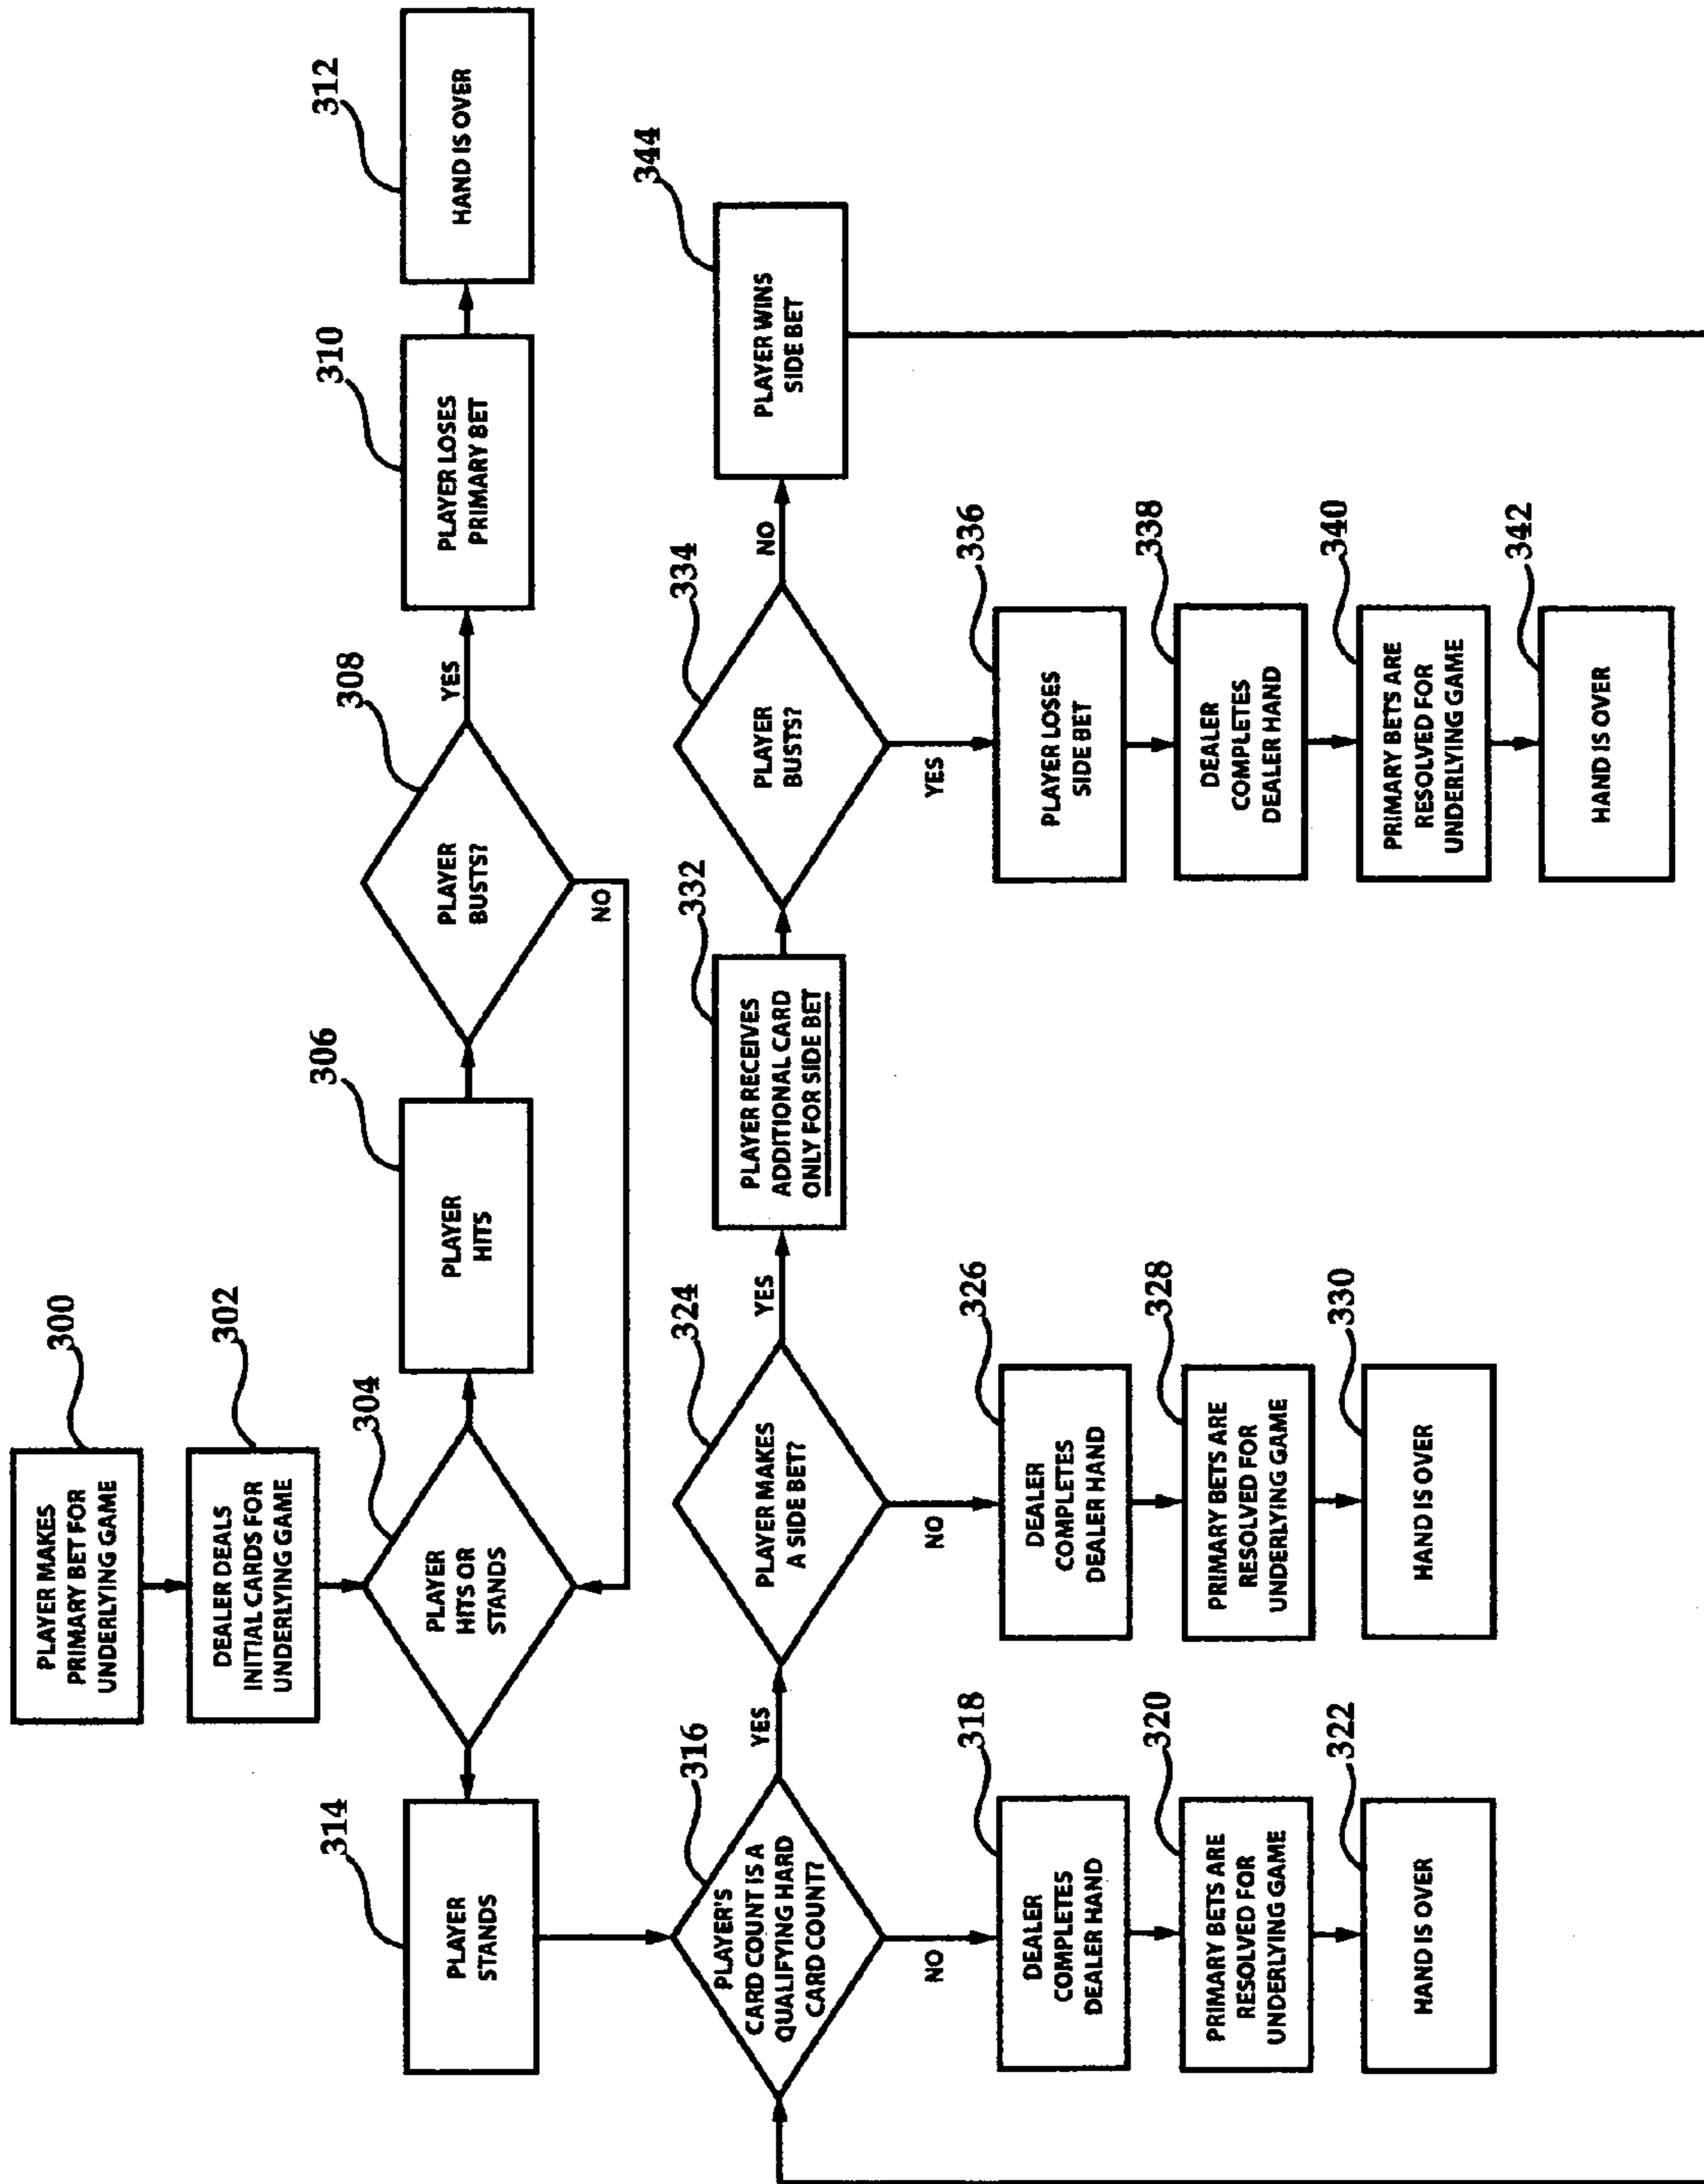 300
PLAYER MAKES
PRIMARY BET FOR
UNDERLYING GAME
302
DEALER DEALS
INITIAL CARDS FOR
UNDERLYING GAME
304
PLAYER
HITS OR
STANDS
306
PLAYER
HITS
308
PLAYER
BUSTS?
YES
NO
310
PLAYER LOSES
PRIMARY BET
312
HAND IS OVER
314
PLAYER
STANDS
316
PLAYER'S
CARD COUNT IS A
QUALIFYING HARD
CARD COUNT?
YES
NO
318
DEALER
COMPLETES
DEALER HAND
320
PRIMARY BETS ARE
RESOLVED FOR
UNDERLYING GAME
322
HAND IS OVER
324
PLAYER MAKES
A SIDE BET?
YES
NO
326
DEALER
COMPLETES
DEALER HAND
328
PRIMARY BETS ARE
RESOLVED FOR
UNDERLYING GAME
330
HAND IS OVER
332
PLAYER RECEIVES
ADDITIONAL CARD
ONLY FOR SIDE BET
334
PLAYER
BUSTS?
NO
YES
336
PLAYER LOSES
SIDE BET
338
DEALER
COMPLETES
DEALER HAND
340
PRIMARY BETS ARE
RESOLVED FOR
UNDERLYING GAME
342
HAND IS OVER
344
PLAYER WINS
SIDE BET